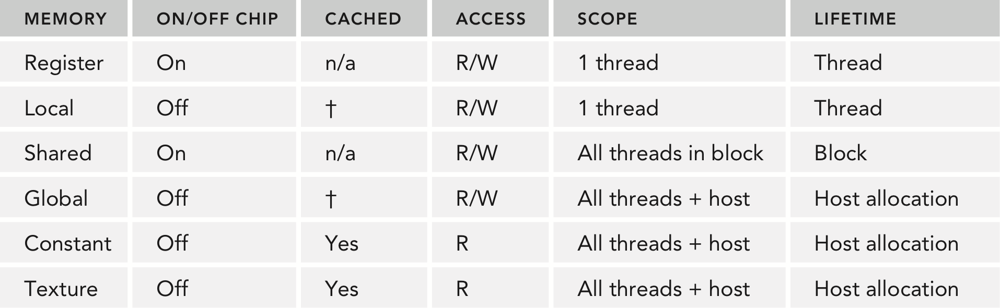 MEMORY ON/OFF CHIP CACHED ACCESS SCOPE LIFETIME
Register On n/a R/W 1 thread Thread
Local Off † R/W 1 thread Thread
Shared On n/a R/W All threads in block Block
Global Off † R/W All threads + host Host allocation
Constant Off Yes R All threads + host Host allocation
Texture Off Yes R All threads + host Host allocation